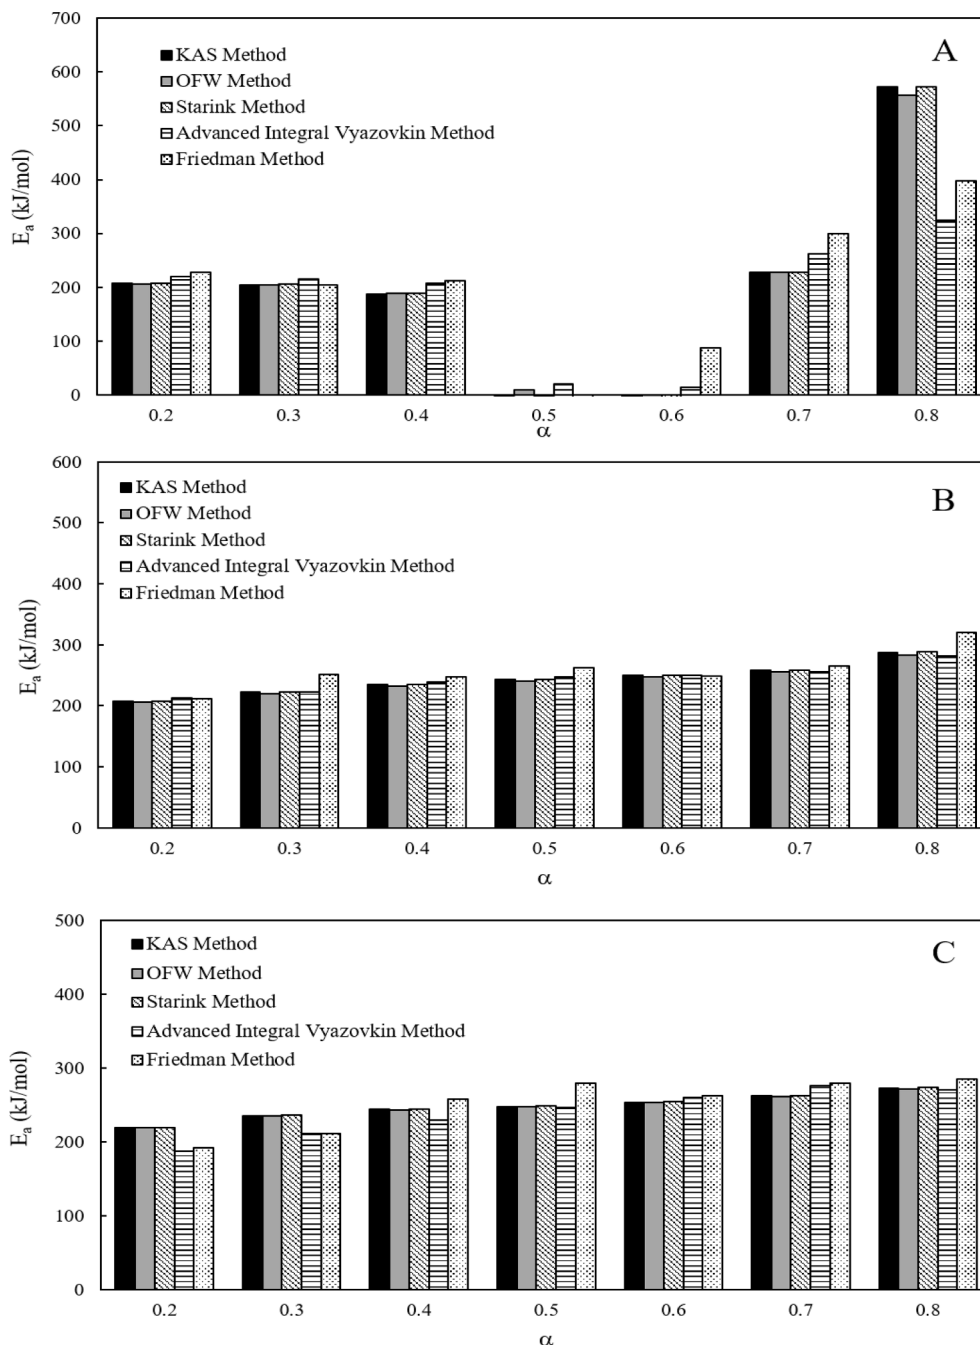 A
700
600
500
400
300
200
100
0
E_a (kJ/mol)
KAS Method
OFW Method
Starink Method
Advanced Integral Vyazovkin Method
Friedman Method
0.2 0.3 0.4 0.5 0.6 0.7 0.8
α
B
600
500
400
300
200
100
0
E_a (kJ/mol)
KAS Method
OFW Method
Starink Method
Advanced Integral Vyazovkin Method
Friedman Method
0.2 0.3 0.4 0.5 0.6 0.7 0.8
α
C
500
400
300
200
100
0
E_a (kJ/mol)
KAS Method
OFW Method
Starink Method
Advanced Integral Vyazovkin Method
Friedman Method
0.2 0.3 0.4 0.5 0.6 0.7 0.8
α